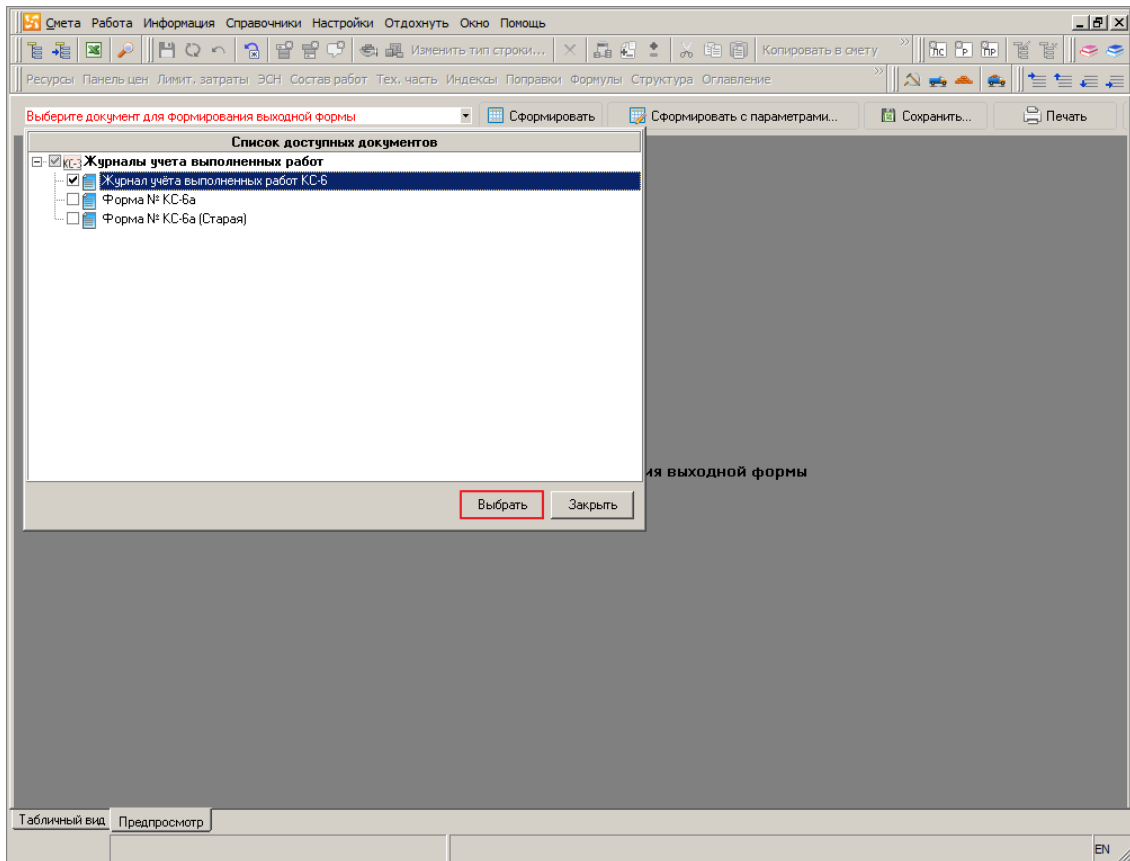 Смета Работа Информация Справочники Настройки Отдохнуть Окно Помощь
Изменить тип строки... Копировать в смету
Ресурсы Панель цен Лимит. затраты ЭСН Состав работ Тех. часть Индексы Поправки Формулы Структура Оглавление
Выберите документ для формирования выходной формы Сформировать Сформировать с параметрами... Сохранить... Печать
Список доступных документов
КС-3 Журналы учета выполненных работ
Журнал учёта выполненных работ КС-6
Форма № КС-6а
Форма № КС-6а (Старая)
ия выходной формы
Выбрать Закрыть
Табличный вид Предпросмотр
EN